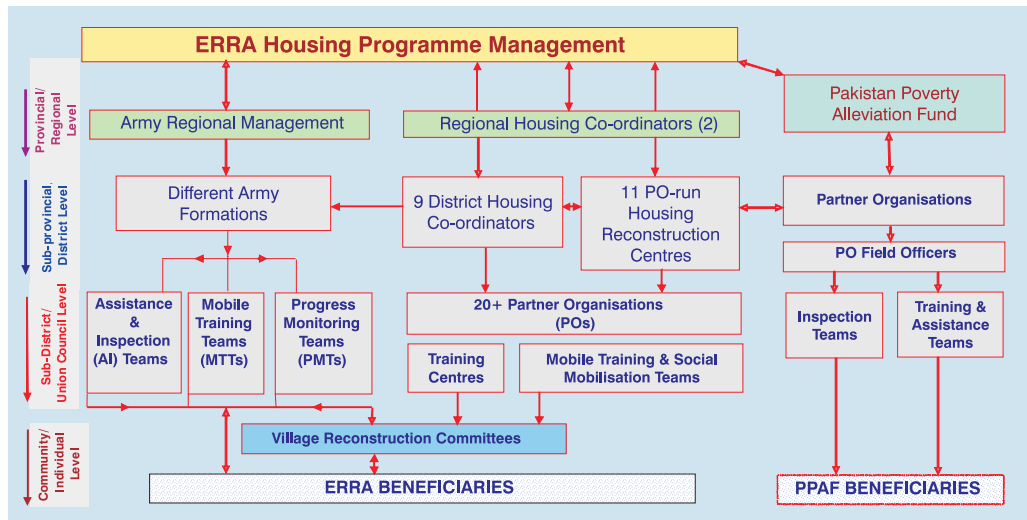 ERRA Housing Programme Management
Provincial/
Regional
Level
Army Regional Management
Regional Housing Co-ordinators (2)
Pakistan Poverty
Alleviation Fund
Sub-provincial,
District Level
Different Army
Formations
9 District Housing
Co-ordinators
11 PO-run
Housing
Reconstruction
Centres
Partner Organisations
PO Field Officers
Sub-District/
Union Council Level
Assistance
&
Inspection
(AI) Teams
Mobile
Training
Teams
(MTTs)
Progress
Monitoring
Teams
(PMTs)
20+ Partner Organisations
(POs)
Inspection
Teams
Training &
Assistance
Teams
Training
Centres
Mobile Training & Social
Mobilisation Teams
Community/
Individual
Level
Village Reconstruction Committees
ERRA BENEFICIARIES
PPAF BENEFICIARIES